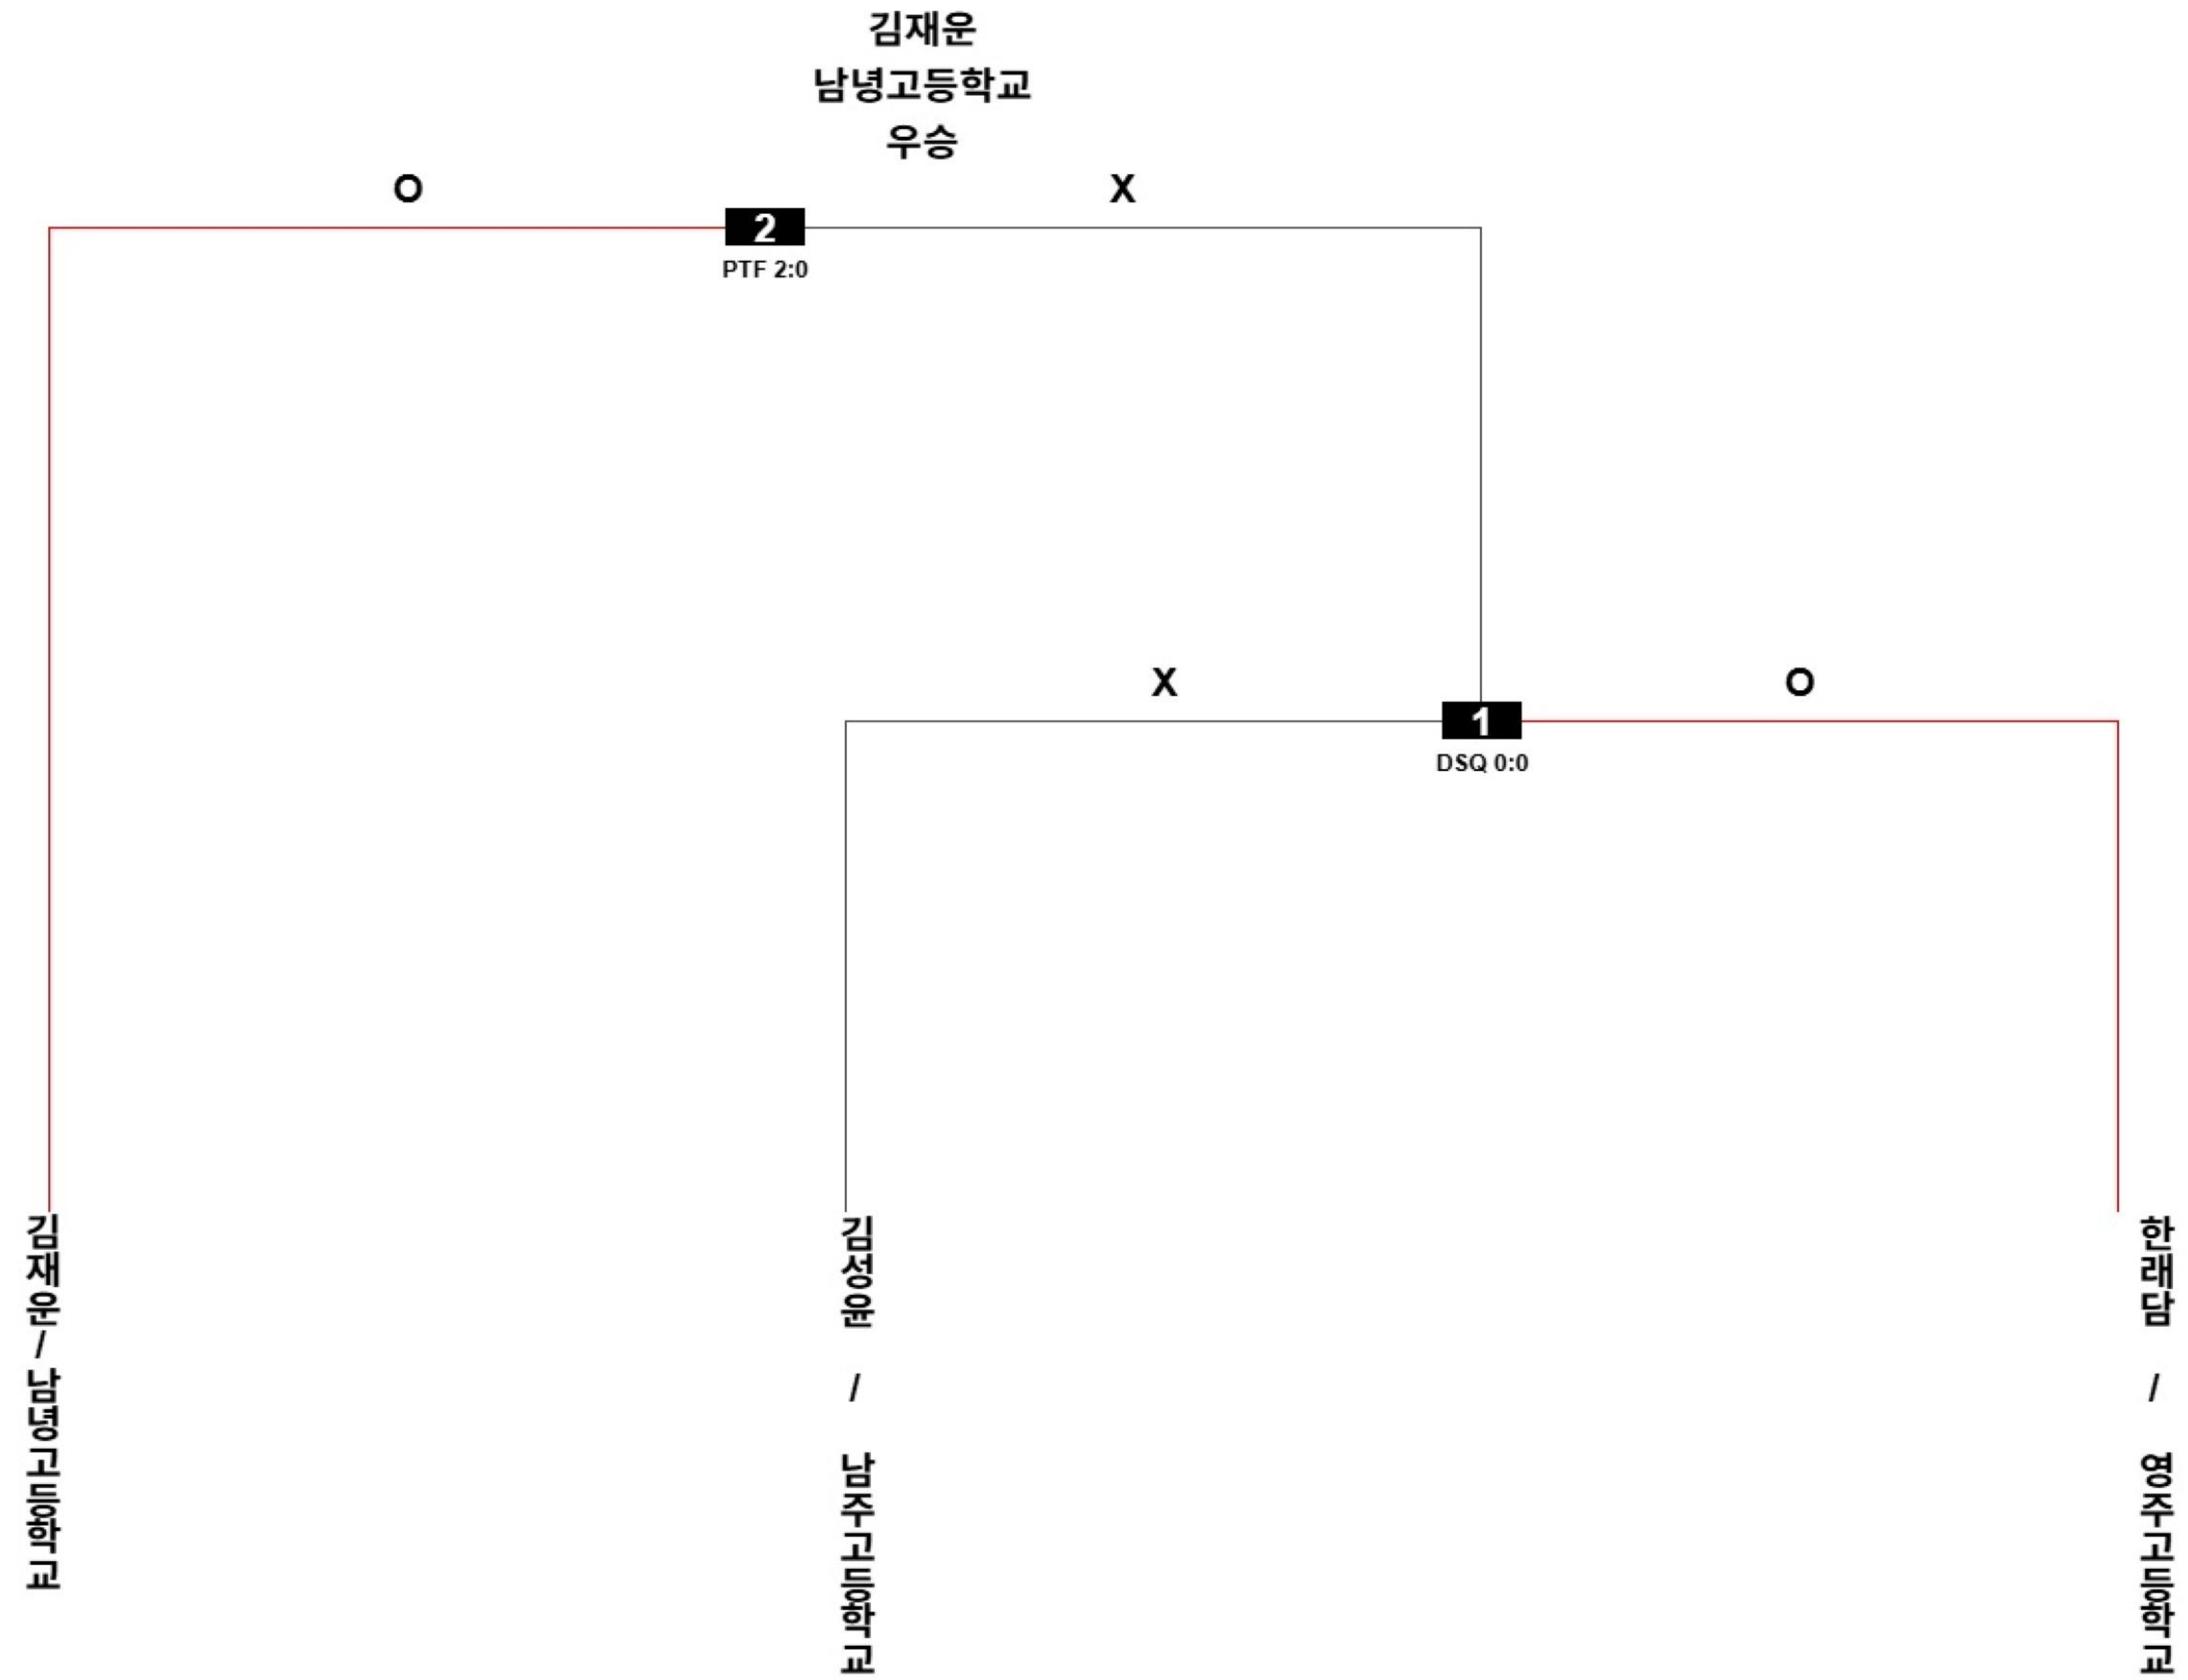 김재운
남녕고등학교
우승
O
X
2
PTF 2:0
X
O
1
DSQ 0:0
김재운/남녕고등학교
김성윤 / 남주고등학교
한래담 / 영주고등학교